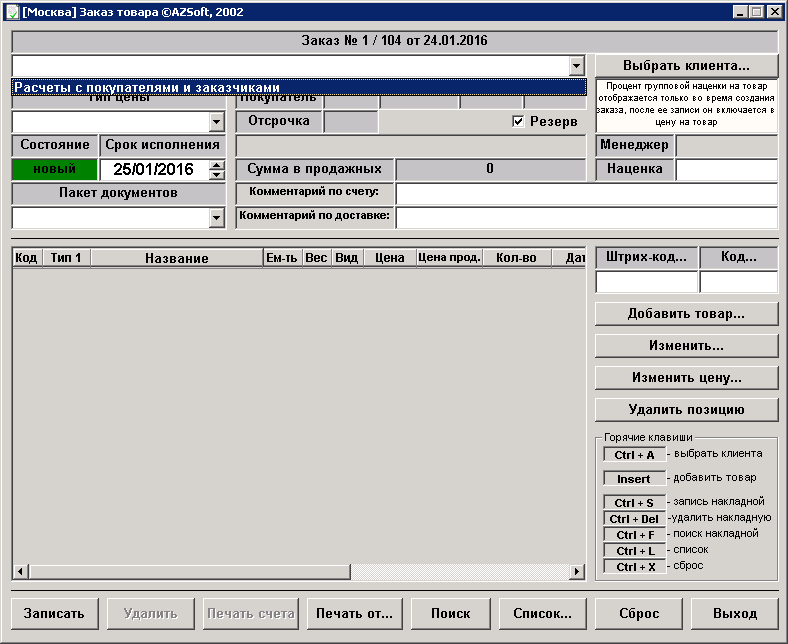 [Москва] Заказ товара ©AZSoft, 2002
Заказ № 1 / 104 от 24.01.2016
Выбрать клиента...
Расчеты с покупателями и заказчиками
Процент групповой наценки на товар
отображается только во время создания
заказа, после ее записи он включается в
цену на товар
Тип цены
Покупатель
Отсрочка
Резерв
Состояние
Срок исполнения
Менеджер
новый
25/01/2016
Сумма в продажных
0
Наценка
Пакет документов
Комментарий по счету:
Комментарий по доставке:
Код Тип 1 Название Ем-ть Вес Вид Цена Цена прод. Кол-во Дат
Штрих-код...
Код...
Добавить товар...
Изменить...
Изменить цену...
Удалить позицию
Горячие клавиши
Ctrl + A - выбрать клиента
Insert - добавить товар
Ctrl + S - запись накладной
Ctrl + Del -удалить накладную
Ctrl + F - поиск накладной
Ctrl + L - список
Ctrl + X - сброс
Записать
Удалить
Печать счета
Печать от...
Поиск
Список...
Сброс
Выход